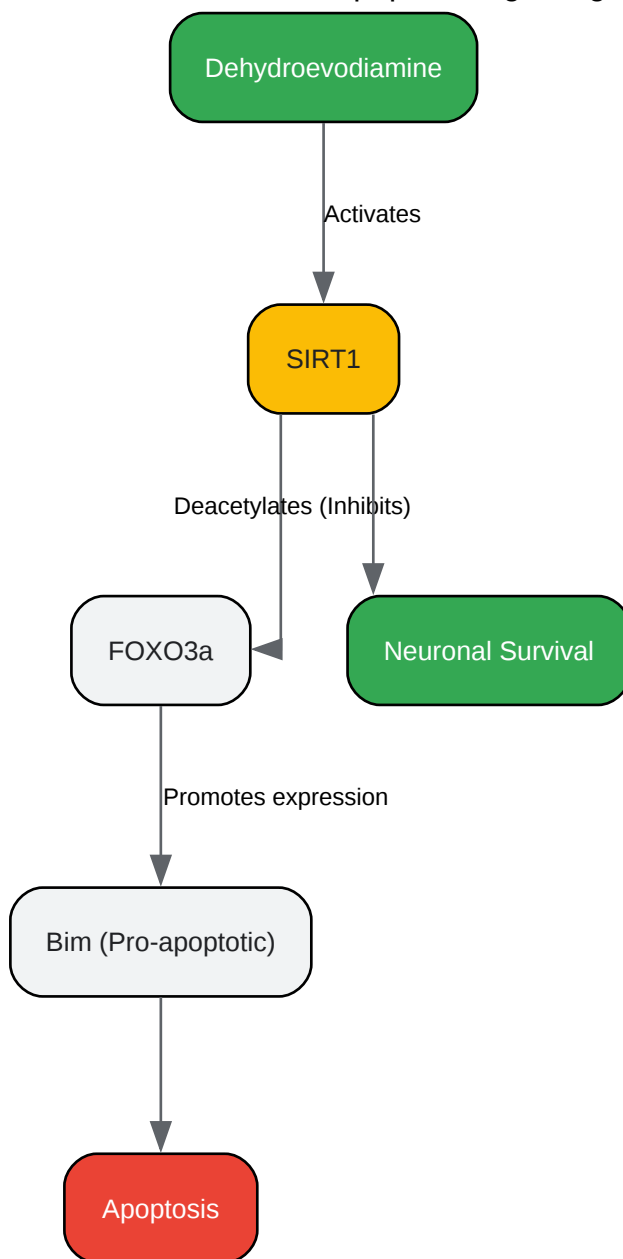 Dehydroevodiamine
Activates
SIRT1
Deacetylates (Inhibits)
FOXO3a
Neuronal Survival
Promotes expression
Bim (Pro-apoptotic)
Apoptosis